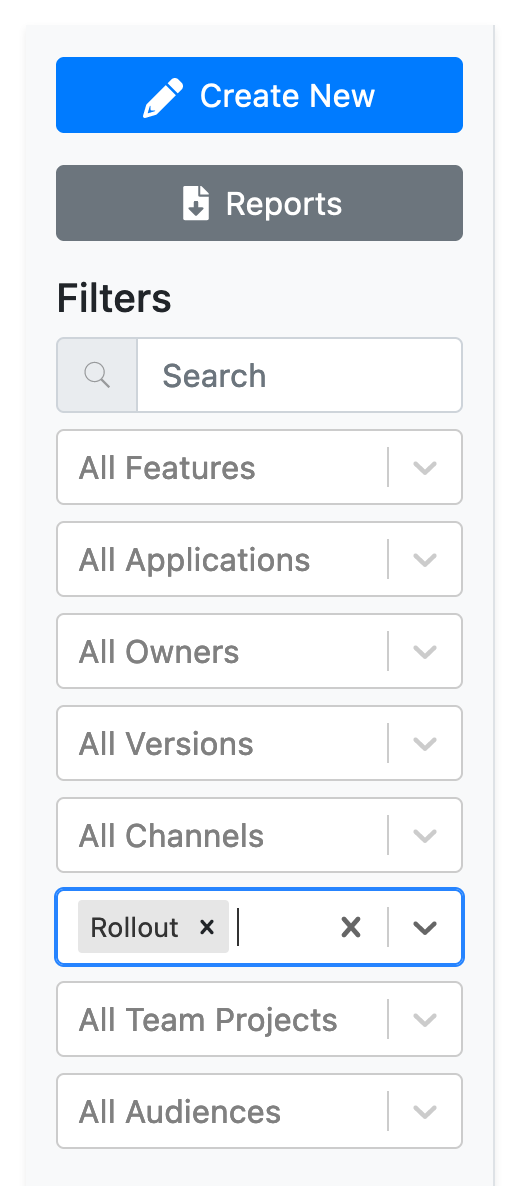 Create New
Reports
Filters
Search
All Features
All Applications
All Owners
All Versions
All Channels
Rollout
All Team Projects
All Audiences